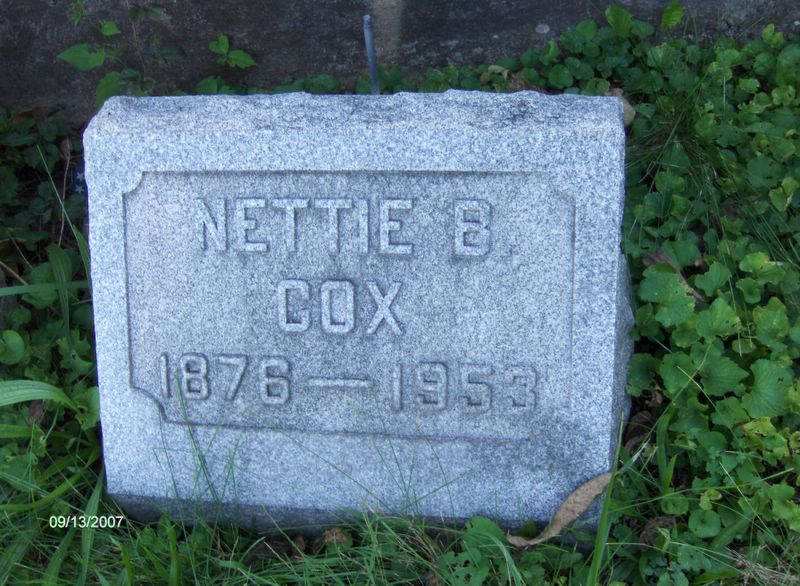 NETTIE B.
COX
1876 — 1953
09/13/2007